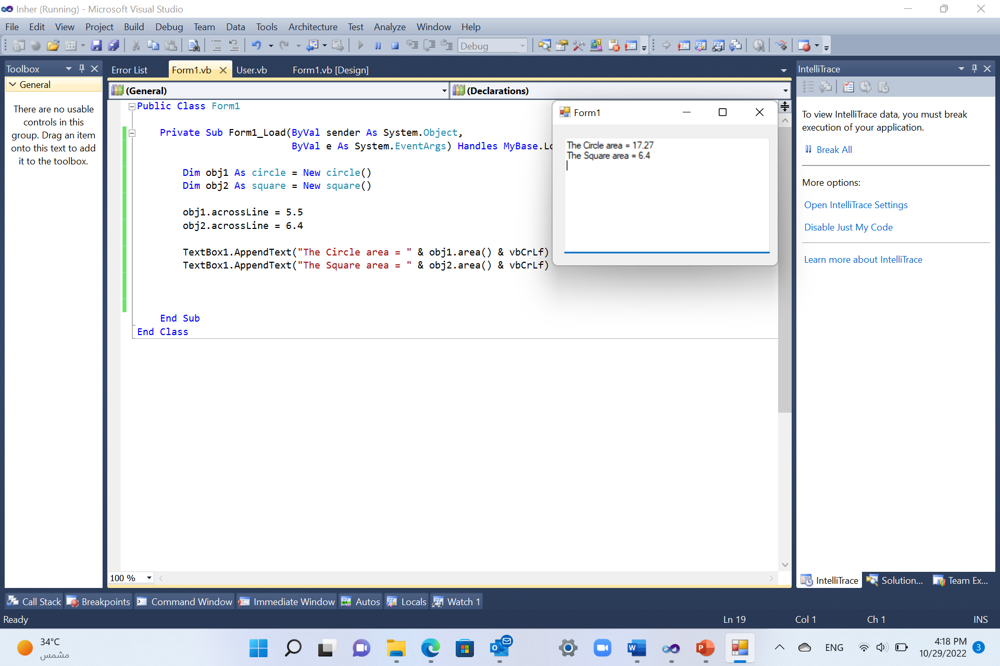 Inher (Running) - Microsoft Visual Studio
File Edit View Project Build Debug Team Data Tools Architecture Test Analyze Window Help
Debug
Toolbox
General
There are no usable
controls in this
group. Drag an item
onto this text to add
it to the toolbox.
Error List Form1.vb User.vb Form1.vb [Design]
(General) (Declarations)
Public Class Form1
Private Sub Form1_Load(ByVal sender As System.Object,
ByVal e As System.EventArgs) Handles MyBase.Lo
Dim obj1 As circle = New circle()
Dim obj2 As square = New square()
obj1.acrossLine = 5.5
obj2.acrossLine = 6.4
TextBox1.AppendText("The Circle area = " & obj1.area() & vbCrLf)
TextBox1.AppendText("The Square area = " & obj2.area() & vbCrLf)
End Sub
End Class
100 %
Form1
The Circle area = 17.27
The Square area = 6.4
IntelliTrace
To view IntelliTrace data, you must break
execution of your application.
Break All
More options:
Open IntelliTrace Settings
Disable Just My Code
Learn more about IntelliTrace
IntelliTrace Solution... Team Ex...
Call Stack Breakpoints Command Window Immediate Window Autos Locals Watch 1
Ready Ln 19 Col 1 Ch 1 INS
34°C
مشمس
ENG
4:18 PM
10/29/2022
3